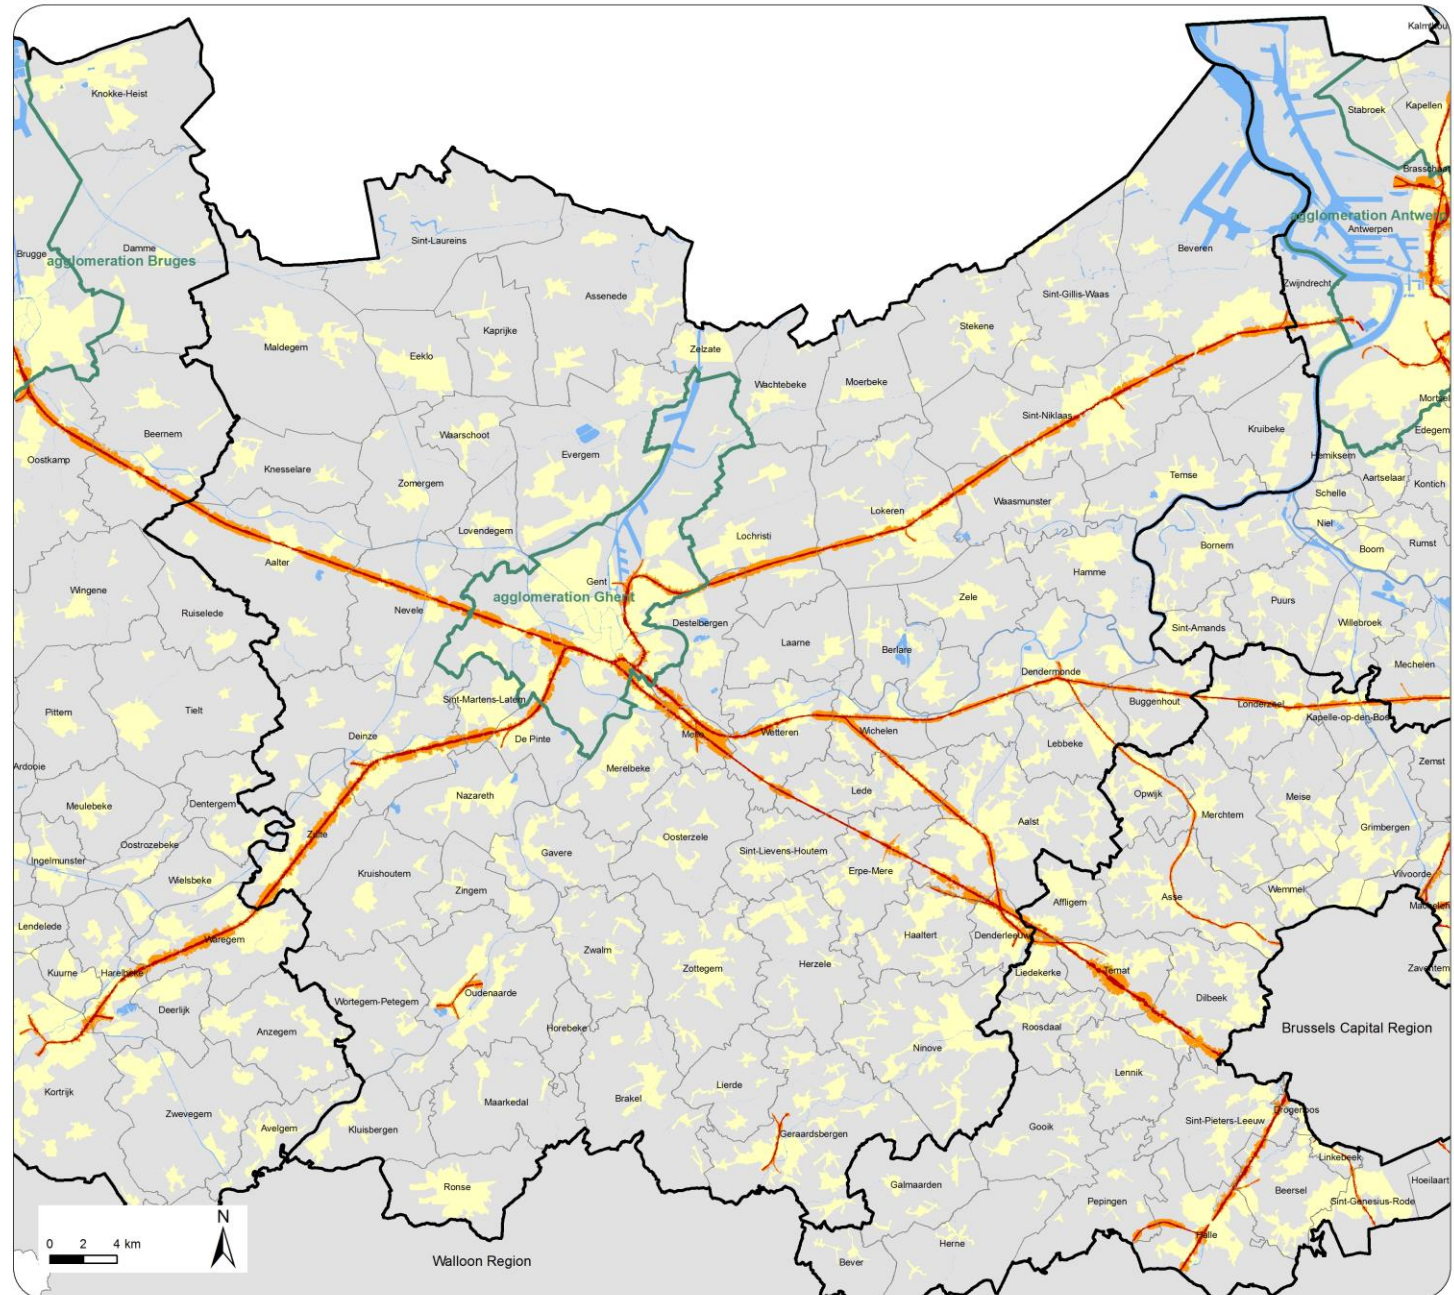 Kalmthou
Knokke-Heist
Stabroek
Kapellen
Brasschaat
agglomeration Antwerp
Antwerpen
Sint-Laureins
Damme
Brugge
agglomeration Bruges
Beveren
Zwijndrecht
Assenede
Sint-Gillis-Waas
Stekene
Kaprijke
Maldegem
Eeklo
Zelzate
Wachtebeke
Moerbeke
Mortsel
Sint-Niklaas
Edegem
Kruibeke
Beernem
Waarschoot
Oostkamp
Evergem
Hemiksem
Knesselare
Zomergem
Temse
Aartselaar
Kontich
Schelle
Waasmunster
Lokeren
Niel
Lovendegem
Lochristi
Bornem
Boom
Rumst
Aalter
Hamme
Gent
agglomeration Ghent
Wingene
Nevele
Zele
Puurs
Ruiselede
Destelbergen
Sint-Amands
Willebroek
Laarne
Berlare
Mechelen
Dendermonde
Sint-Martens-Latem
Buggenhout
Londerzeel
Pittem
Tielt
Kapelle-op-den-Bos
Deinze
De Pinte
Melle
Wetteren
Wichelen
Lebbeke
Ardooie
Merelbeke
Zemst
Nazareth
Lede
Opwijk
Meise
Meulebeke
Dentergem
Merchtem
Aalst
Grimbergen
Zulte
Oosterzele
Oostrozebeke
Gavere
Sint-Lievens-Houtem
Ingelmunster
Erpe-Mere
Kruishoutem
Vilvoorde
Wielsbeke
Zingem
Wemmel
Asse
Affligem
Machelen
Lendelede
Haaltert
Denderleeuw
Waregem
Zwalm
Herzele
Zottegem
Kuurne
Harelbeke
Liedekerke
Ternat
Zaventem
Oudenaarde
Wortegem-Petegem
Dilbeek
Deerlijk
Roosdaal
Horebeke
Brussels Capital Region
Anzegem
Ninove
Lennik
Lierde
Kortrijk
Brakel
Maarkedal
Drogenbos
Zwevegem
Sint-Pieters-Leeuw
Gooik
Avelgem
Kluisbergen
Geraardsbergen
Linkebeek
Hoeilaart
Galmaarden
Ronse
Beersel
Pepingen
Sint-Genesius-Rode
N
Halle
0 2 4 km
Herne
Walloon Region
Bever